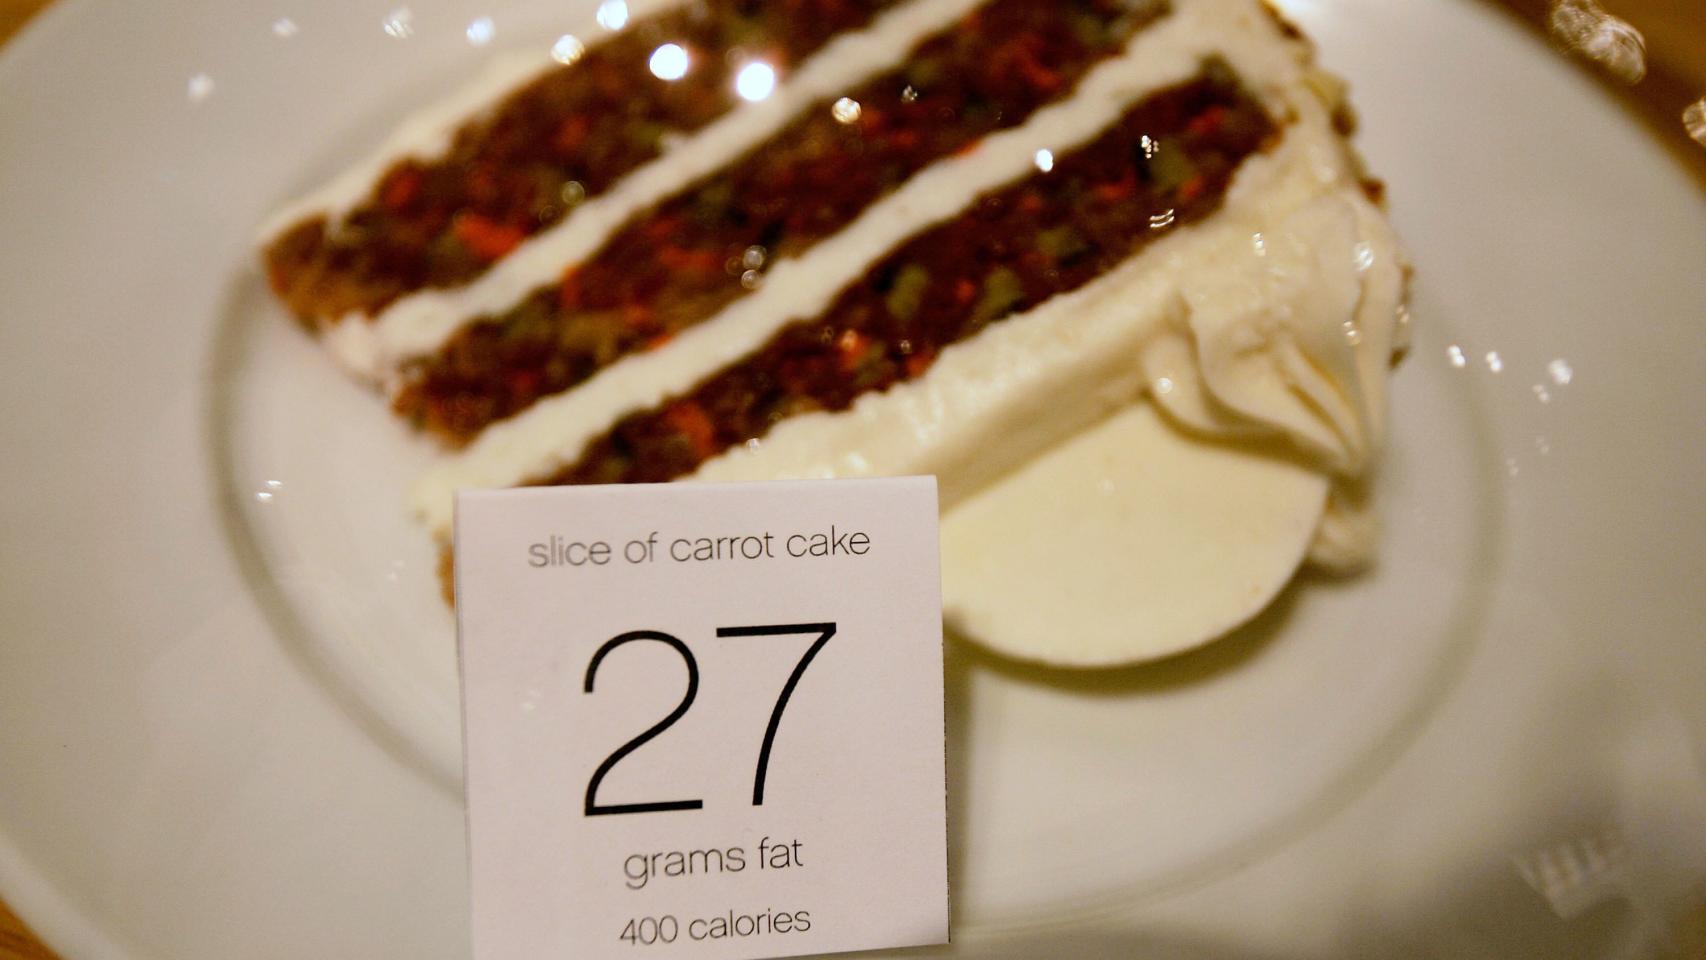 slice of carrot cake
27
grams fat
400 calories